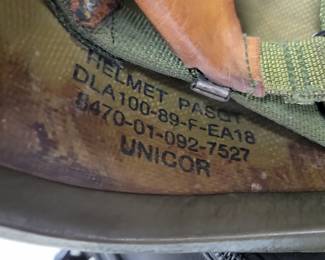 HELMET PASGT
DLA100-89-F-EA18
8470-01-092-7527
UNICOR